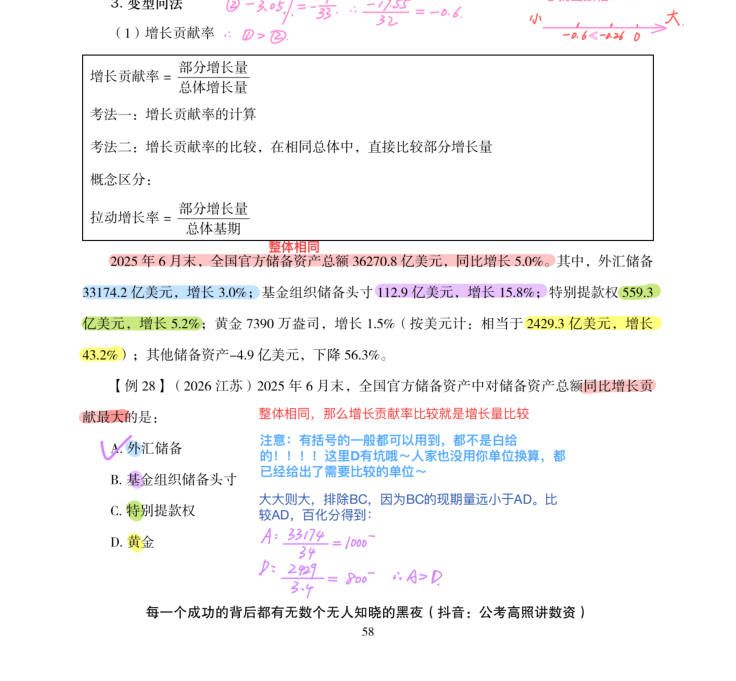 3. 变型问法
② -3.05% = -1/33 ∴ -17.55/32 = -0.6.
小 大
-0.6 < -0.26 0
（1）增长贡献率 ∴ ① > ②.
增长贡献率 = 部分增长量/总体增长量
考法一：增长贡献率的计算
考法二：增长贡献率的比较，在相同总体中，直接比较部分增长量
概念区分：
拉动增长率 = 部分增长量/总体基期
整体相同
2025 年 6 月末，全国官方储备资产总额 36270.8 亿美元，同比增长 5.0%。其中，外汇储备
33174.2 亿美元，增长 3.0%；基金组织储备头寸 112.9 亿美元，增长 15.8%；特别提款权 559.3
亿美元，增长 5.2%；黄金 7390 万盎司，增长 1.5%（按美元计：相当于 2429.3 亿美元，增长
43.2%）；其他储备资产–4.9 亿美元，下降 56.3%。
【例 28】（2026 江苏）2025 年 6 月末，全国官方储备资产中对储备资产总额同比增长贡
献最大的是：
整体相同，那么增长贡献率比较就是增长量比较
A. 外汇储备
B. 基金组织储备头寸
C. 特别提款权
D. 黄金
注意：有括号的一般都可以用到，都不是白给
的！！！！这里D有坑哦～人家也没用你单位换算，都
已经给出了需要比较的单位～
大大则大，排除BC，因为BC的现期量远小于AD。比
较AD，百化分得到：
A: 33174/34 = 1000⁻
D: 2429/3.4 = 800⁻ ∴ A > D.
每一个成功的背后都有无数个无人知晓的黑夜（抖音：公考高照讲数资）
58